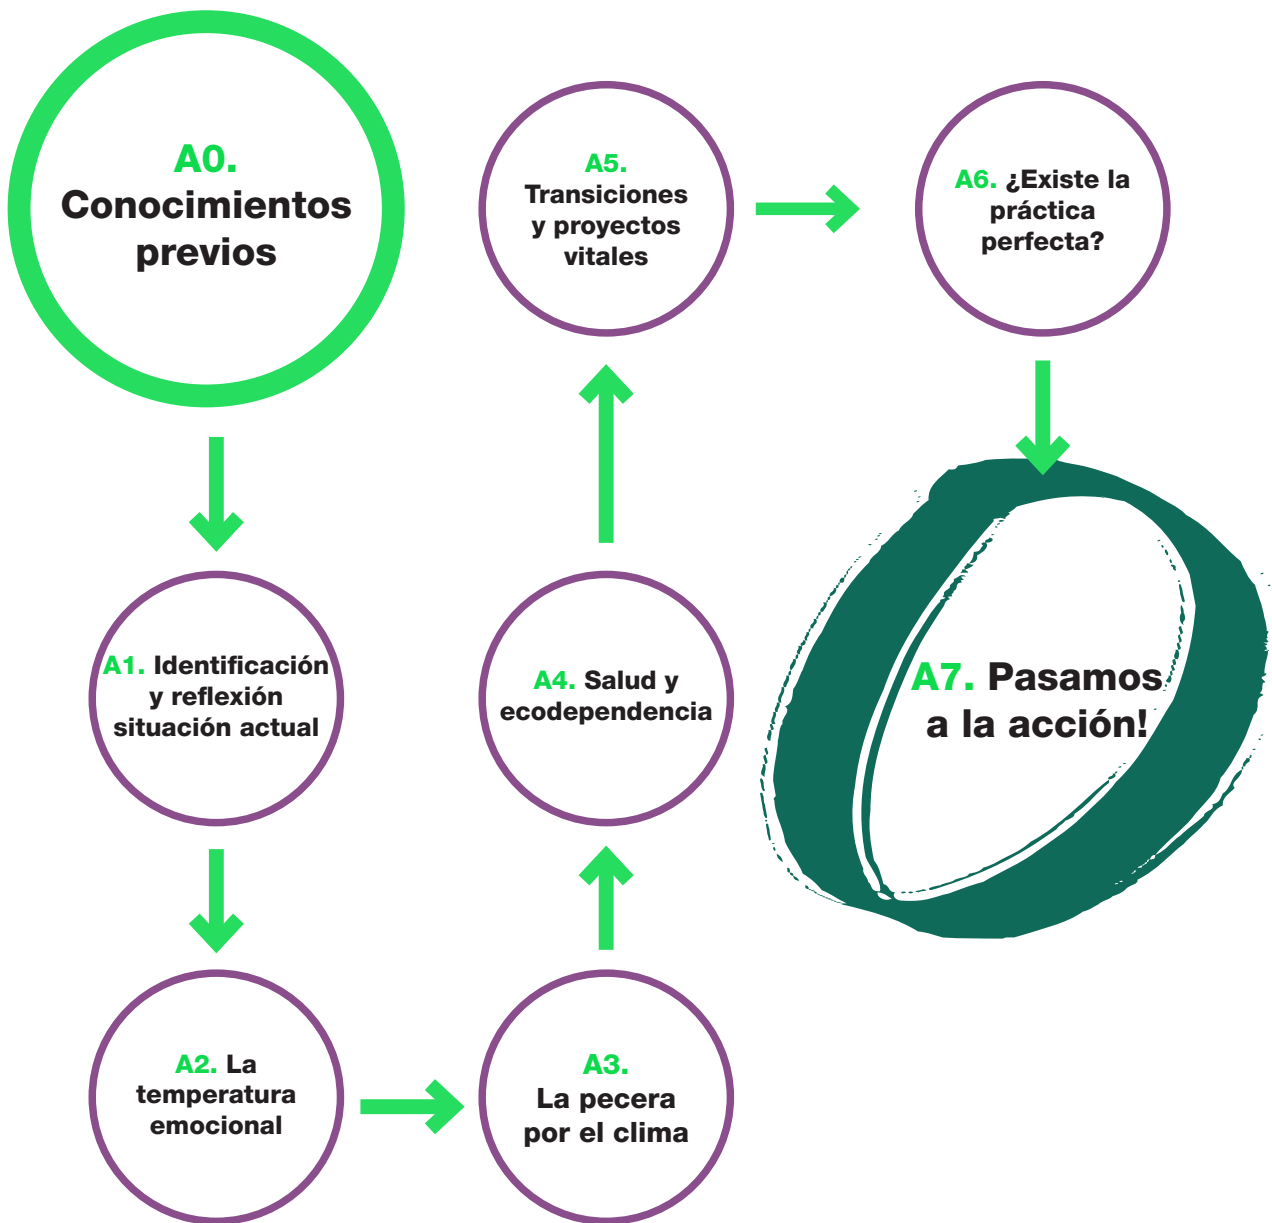 A0.
Conocimientos
previos
A1. Identificación
y reflexión
situación actual
A2. La
temperatura
emocional
A3.
La pecera
por el clima
A4. Salud y
ecodependencia
A5.
Transiciones
y proyectos
vitales
A6. ¿Existe la
práctica
perfecta?
A7. Pasamos
a la acción!